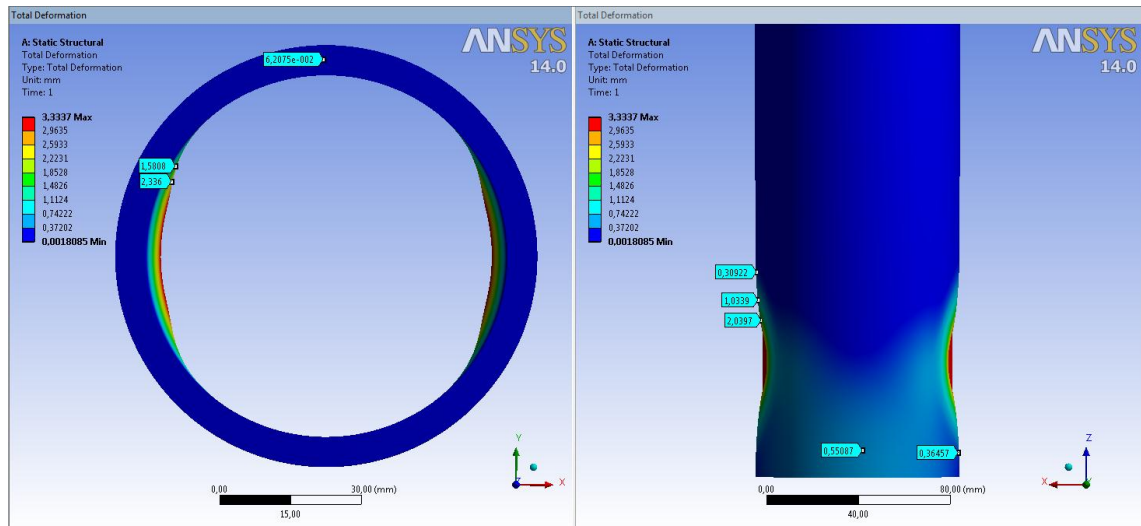 Total Deformation
A: Static Structural
Total Deformation
Type: Total Deformation
Unit: mm
Time: 1
ANSYS
14.0
3,3337 Max
2,9635
2,5933
2,2231
1,8528
1,4826
1,1124
0,74222
0,37202
0,0018085 Min
6,2075e-002
1,5808
2,336
Y
X
0,00
30,00 (mm)
15,00
Total Deformation
A: Static Structural
Total Deformation
Type: Total Deformation
Unit: mm
Time: 1
ANSYS
14.0
3,3337 Max
2,9635
2,5933
2,2231
1,8528
1,4826
1,1124
0,74222
0,37202
0,0018085 Min
0,30922
1,0339
2,0397
0,55087
0,36457
Z
X
0,00
80,00 (mm)
40,00